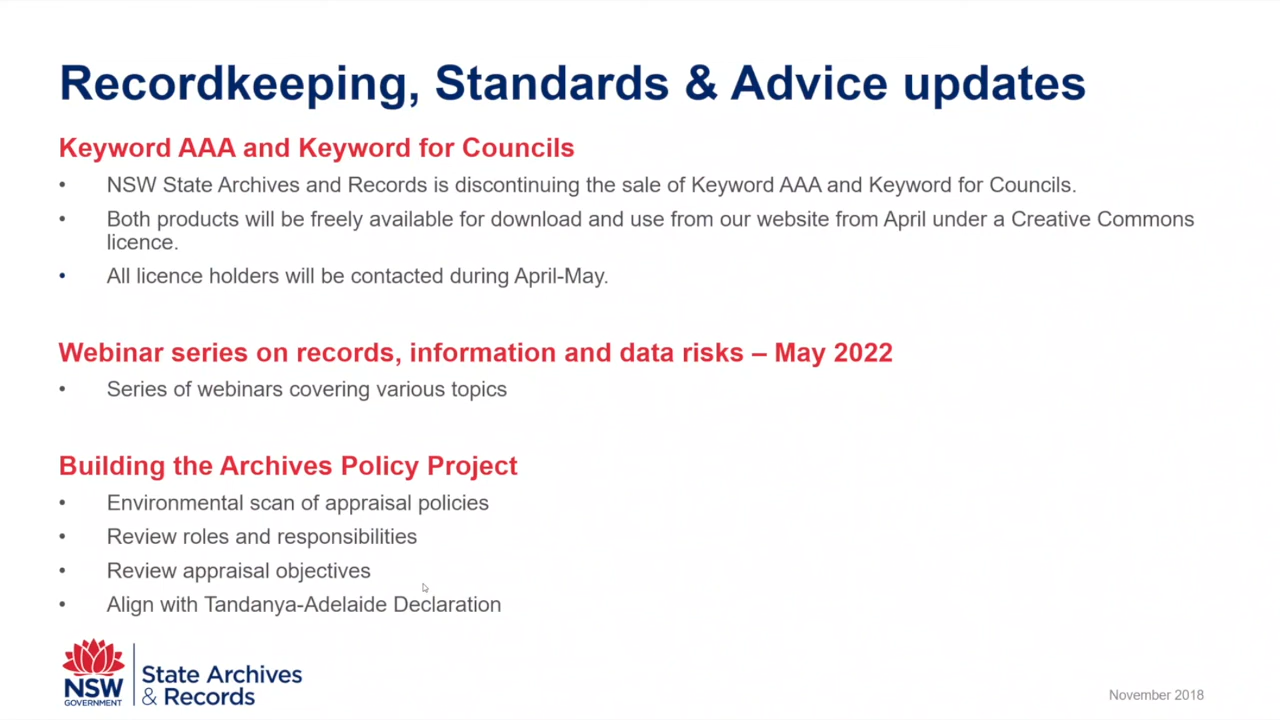 Recordkeeping, Standards & Advice updates
Keyword AAA and Keyword for Councils
• NSW State Archives and Records is discontinuing the sale of Keyword AAA and Keyword for Councils.
• Both products will be freely available for download and use from our website from April under a Creative Commons
licence.
• All licence holders will be contacted during April-May.
Webinar series on records, information and data risks – May 2022
• Series of webinars covering various topics
Building the Archives Policy Project
• Environmental scan of appraisal policies
• Review roles and responsibilities
• Review appraisal objectives
• Align with Tandanya-Adelaide Declaration
NSW
GOVERNMENT
State Archives
& Records
November 2018